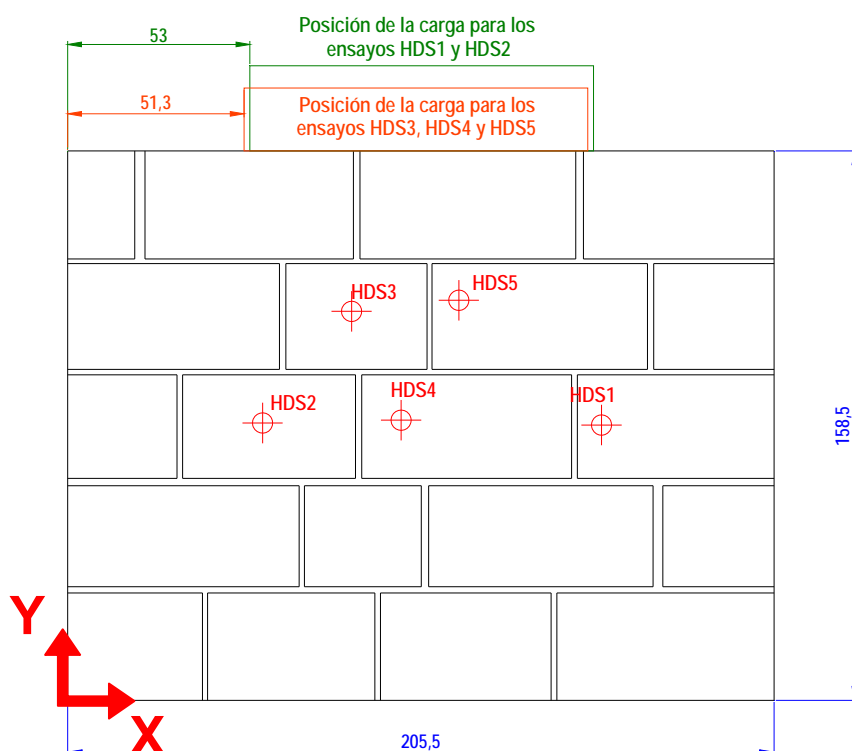 Posición de la carga para los
ensayos HDS1 y HDS2
53
51,3
Posición de la carga para los
ensayos HDS3, HDS4 y HDS5
HDS3
HDS5
HDS2
HDS4
HDS1
158,5
Y
X
205,5